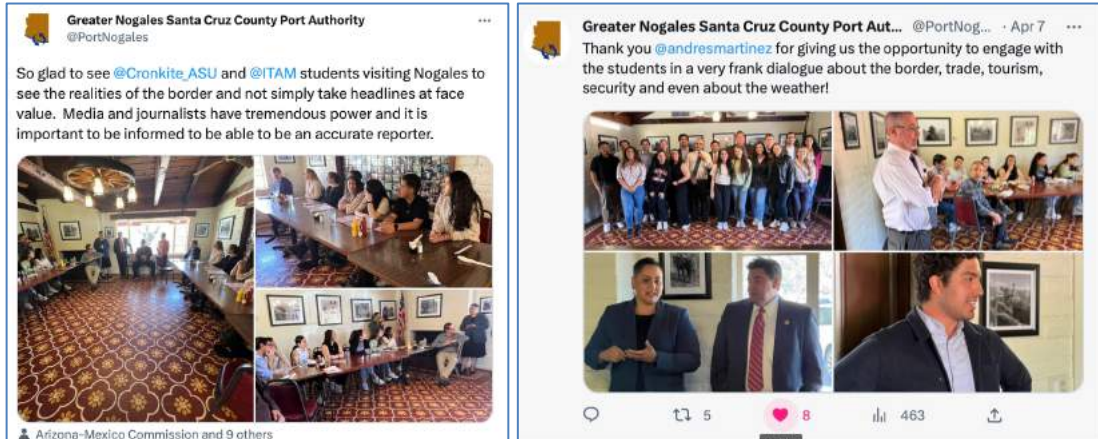 Greater Nogales Santa Cruz County Port Authority
@PortNogales
So glad to see @Cronkite_ASU and @ITAM students visiting Nogales to
see the realities of the border and not simply take headlines at face
value. Media and journalists have tremendous power and it is
important to be informed to be able to be an accurate reporter.
Arizona-Mexico Commission and 9 others
Greater Nogales Santa Cruz County Port Aut... @PortNog... · Apr 7
Thank you @andresmartinez for giving us the opportunity to engage with
the students in a very frank dialogue about the border, trade, tourism,
security and even about the weather!
5 8 463